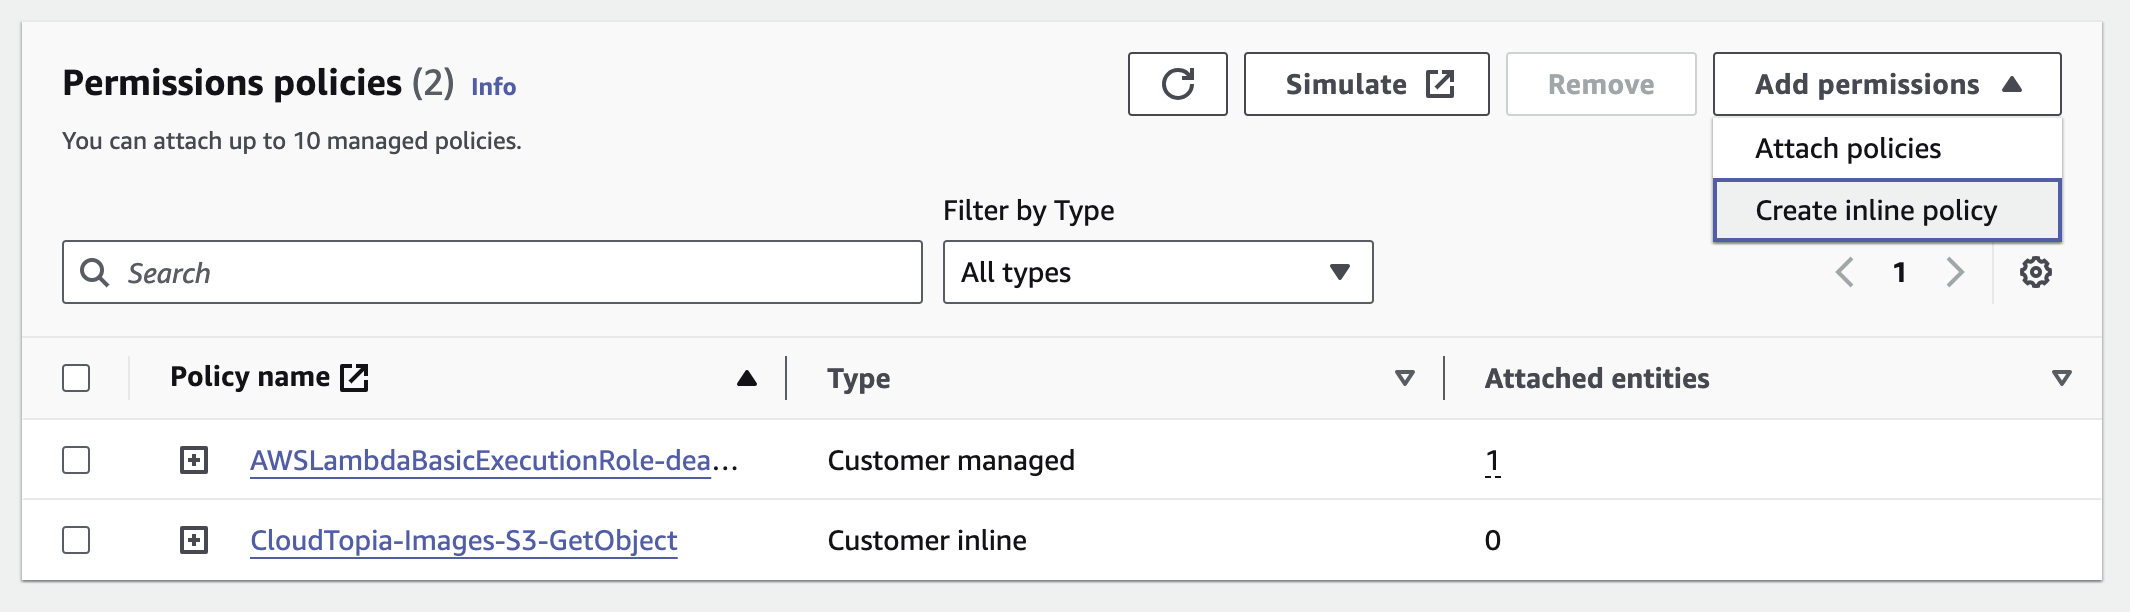 Permissions policies (2) Info
Simulate
Remove
Add permissions
You can attach up to 10 managed policies.
Attach policies
Create inline policy
Filter by Type
Search
All types
1
Policy name
Type
Attached entities
AWSLambdaBasicExecutionRole-dea...
Customer managed
1
CloudTopia-Images-S3-GetObject
Customer inline
0